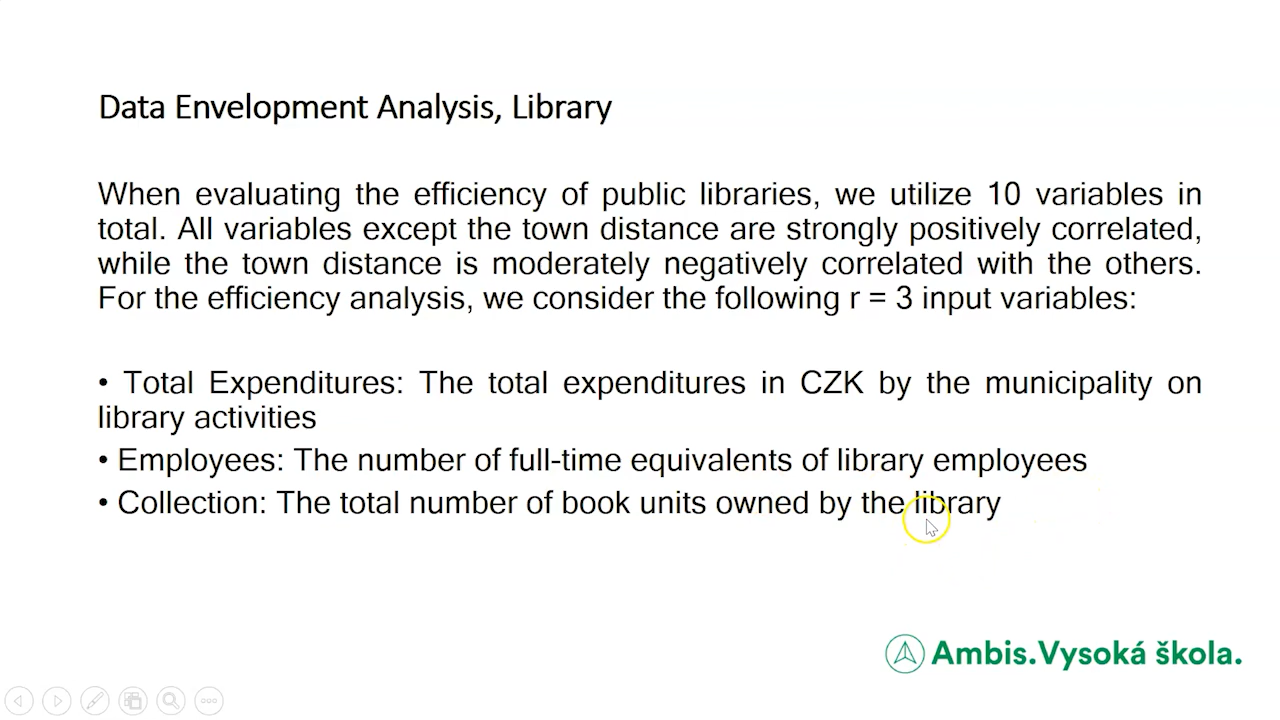 Data Envelopment Analysis, Library
When evaluating the efficiency of public libraries, we utilize 10 variables in
total. All variables except the town distance are strongly positively correlated,
while the town distance is moderately negatively correlated with the others.
For the efficiency analysis, we consider the following r = 3 input variables:
• Total Expenditures: The total expenditures in CZK by the municipality on
library activities
• Employees: The number of full-time equivalents of library employees
• Collection: The total number of book units owned by the library
Ambis.Vysoká škola.